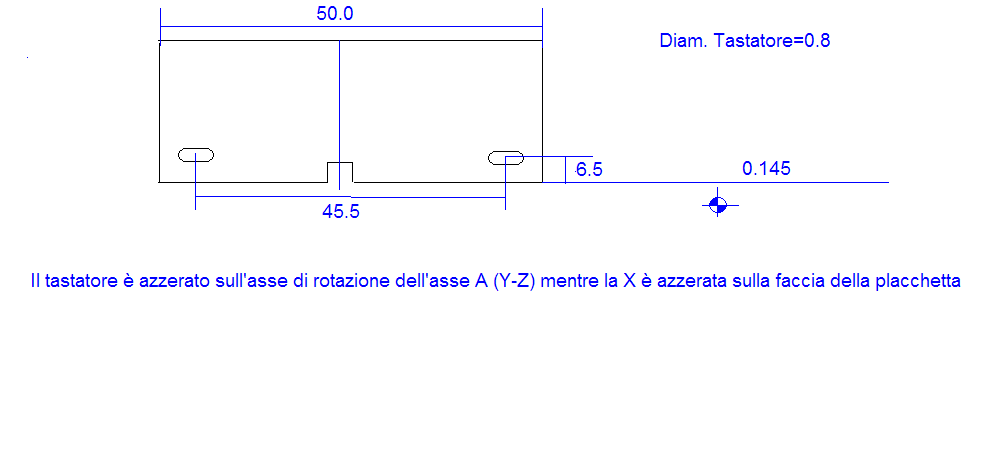 50.0
Diam. Tastatore=0.8
6.5
0.145
45.5
Il tastatore è azzerato sull'asse di rotazione dell'asse A (Y-Z) mentre la X è azzerata sulla faccia della placchetta